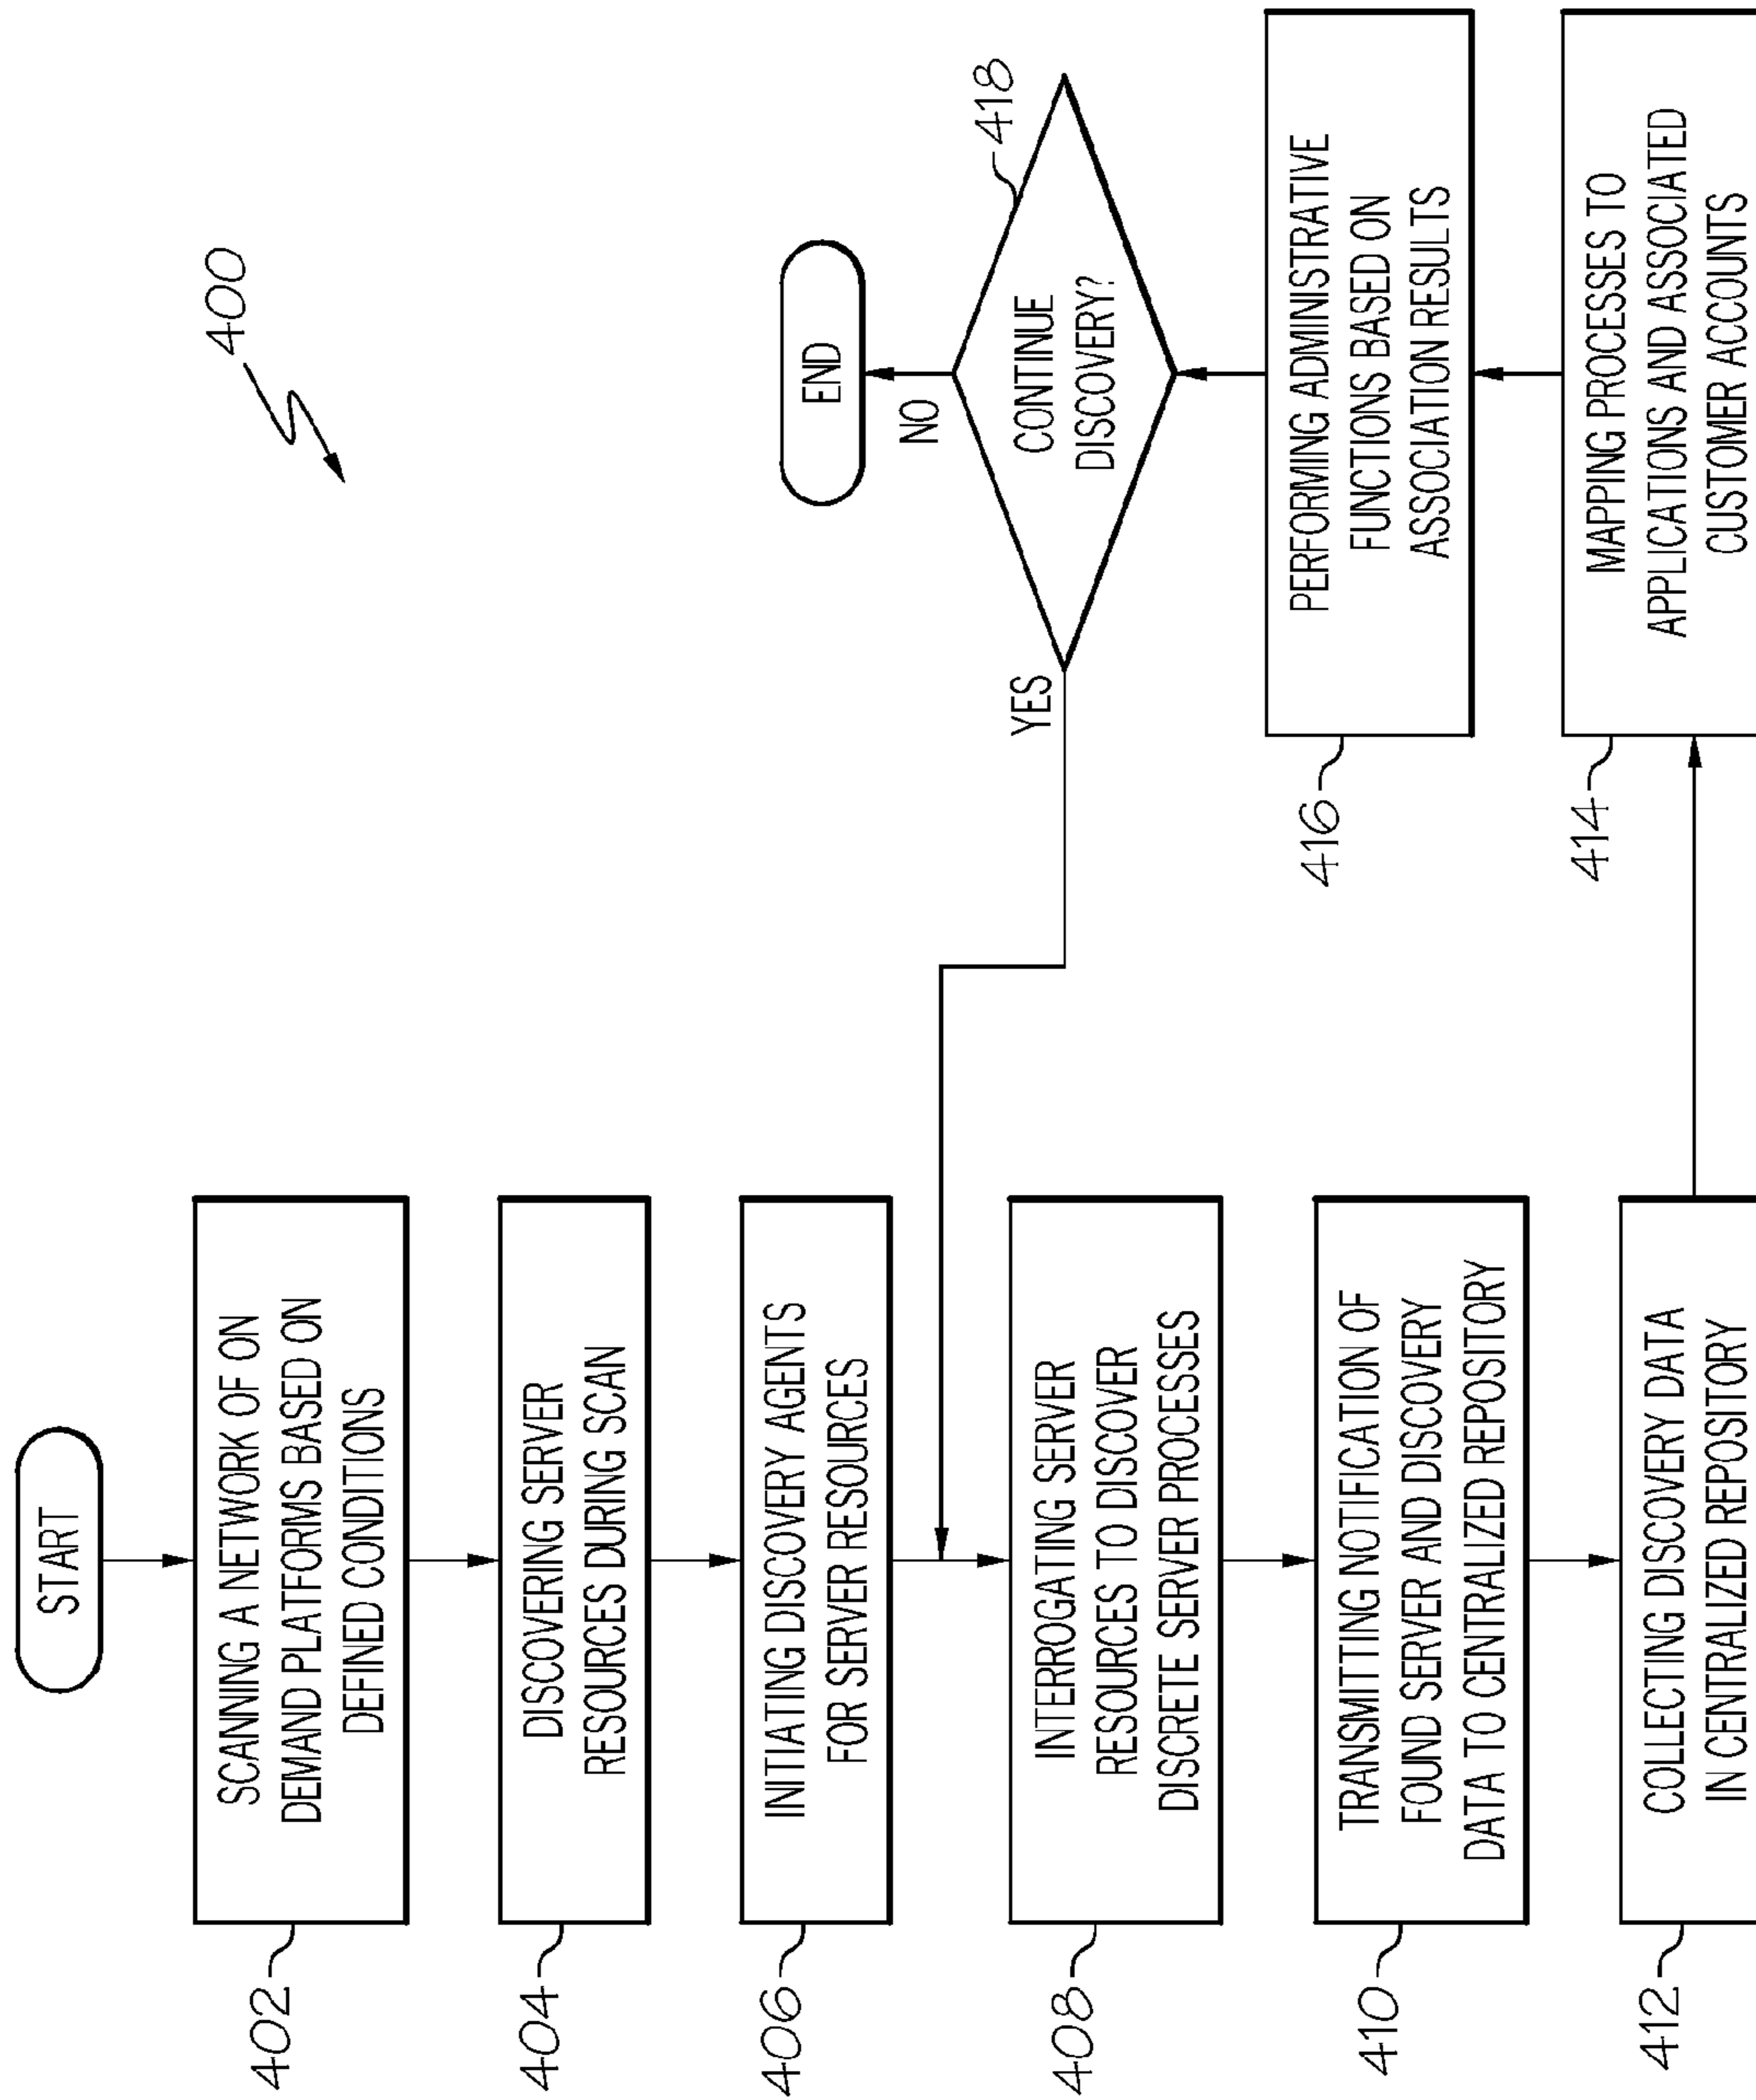 400
START
402
SCANNING A NETWORK OF ON
DEMAND PLATFORMS BASED ON
DEFINED CONDITIONS
404
DISCOVERING SERVER
RESOURCES DURING SCAN
406
INITIATING DISCOVERY AGENTS
FOR SERVER RESOURCES
408
INTERROGATING SERVER
RESOURCES TO DISCOVER
DISCRETE SERVER PROCESSES
410
TRANSMITTING NOTIFICATION OF
FOUND SERVER AND DISCOVERY
DATA TO CENTRALIZED REPOSITORY
412
COLLECTING DISCOVERY DATA
IN CENTRALIZED REPOSITORY
414
MAPPING PROCESSES TO
APPLICATIONS AND ASSOCIATED
CUSTOMER ACCOUNTS
416
PERFORMING ADMINISTRATIVE
FUNCTIONS BASED ON
ASSOCIATION RESULTS
418
CONTINUE
DISCOVERY?
YES
NO
END